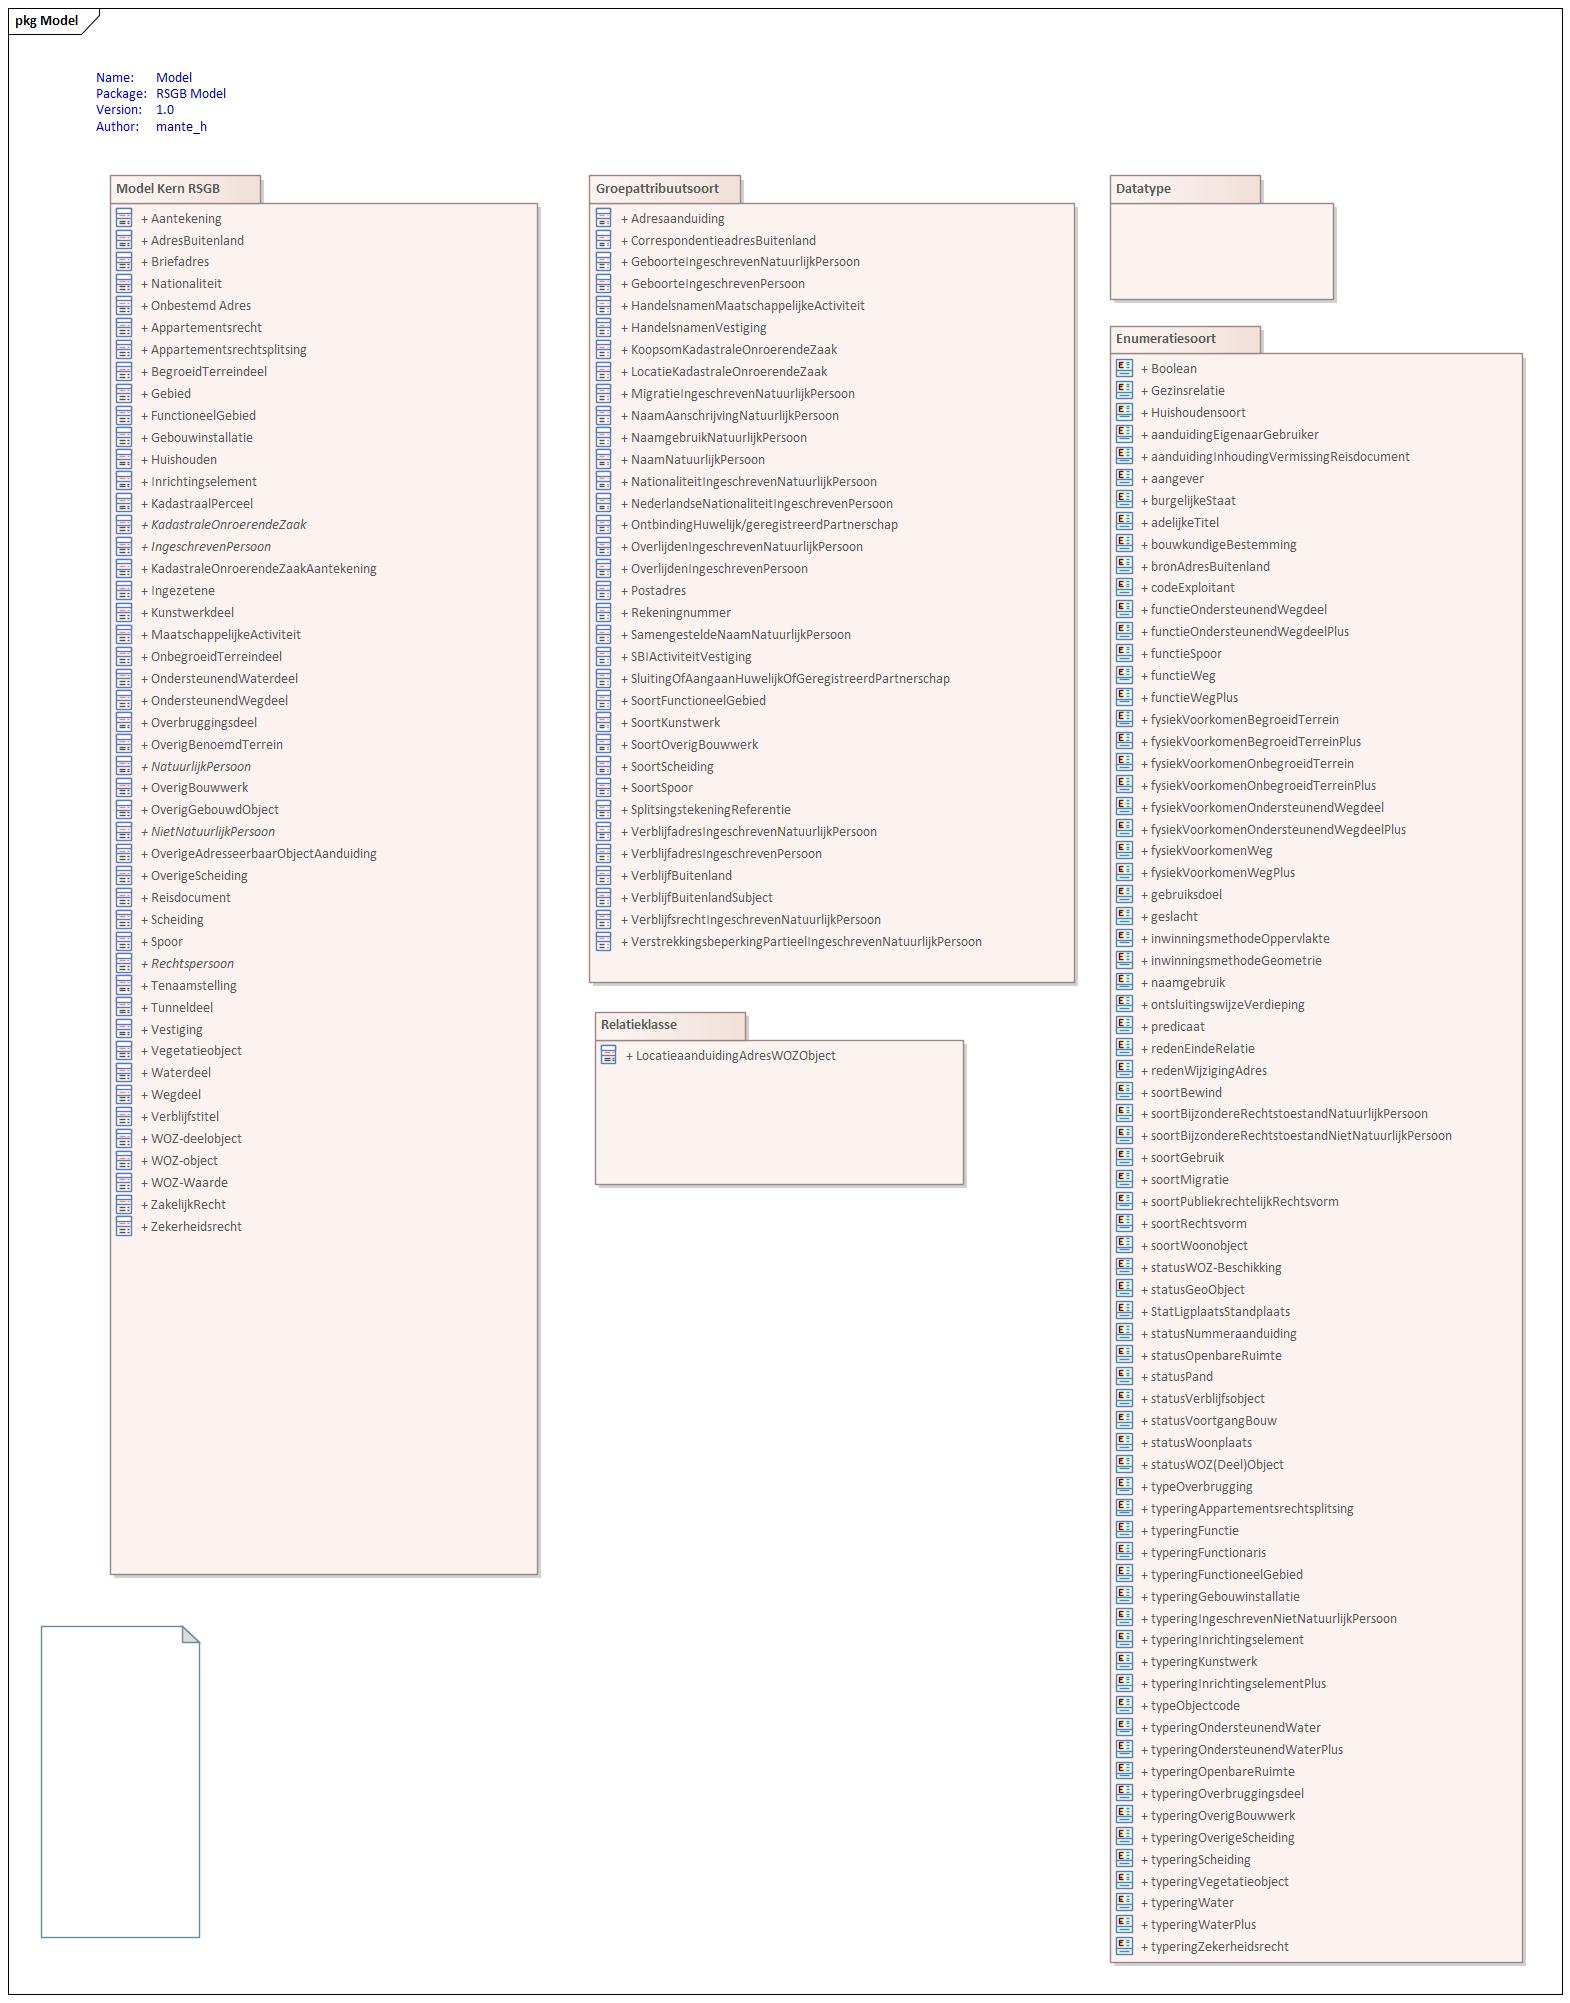 pkg Model
Name: Model
Package: RSGB Model
Version: 1.0
Author: mante_h
Model Kern RSGB
+ Aantekening
+ AdresBuitenland
+ Briefadres
+ Nationaliteit
+ Onbestemd Adres
+ Appartementsrecht
+ Appartementsrechtsplitsing
+ BegroeidTerreindeel
+ Gebied
+ FunctioneelGebied
+ Gebouwinstallatie
+ Huishouden
+ Inrichtingselement
+ KadastraalPerceel
+ KadastraleOnroerendeZaak
+ IngeschrevenPersoon
+ KadastraleOnroerendeZaakAantekening
+ Ingezetene
+ Kunstwerkdeel
+ MaatschappelijkeActiviteit
+ OnbegroeidTerreindeel
+ OndersteunendWaterdeel
+ OndersteunendWegdeel
+ Overbruggingsdeel
+ OverigBenoemdTerrein
+ NatuurlijkPersoon
+ OverigBouwwerk
+ OverigGebouwdObject
+ NietNatuurlijkPersoon
+ OverigeAdresseerbaarObjectAanduiding
+ OverigeScheiding
+ Reisdocument
+ Scheiding
+ Spoor
+ Rechtspersoon
+ Tenaamstelling
+ Tunneldeel
+ Vestiging
+ Vegetatieobject
+ Waterdeel
+ Wegdeel
+ Verblijfstitel
+ WOZ-deelobject
+ WOZ-object
+ WOZ-Waarde
+ ZakelijkRecht
+ Zekerheidsrecht
Groepattribuutsoort
+ Adresaanduiding
+ CorrespondentieadresBuitenland
+ GeboorteIngeschrevenNatuurlijkPersoon
+ GeboorteIngeschrevenPersoon
+ HandelsnamenMaatschappelijkeActiviteit
+ HandelsnamenVestiging
+ KoopsomKadastraleOnroerendeZaak
+ LocatieKadastraleOnroerendeZaak
+ MigratieIngeschrevenNatuurlijkPersoon
+ NaamAanschrijvingNatuurlijkPersoon
+ NaamgebruikNatuurlijkPersoon
+ NaamNatuurlijkPersoon
+ NationaliteitIngeschrevenNatuurlijkPersoon
+ NederlandseNationaliteitIngeschrevenPersoon
+ OntbindingHuwelijk/geregistreerdPartnerschap
+ OverlijdenIngeschrevenNatuurlijkPersoon
+ OverlijdenIngeschrevenPersoon
+ Postadres
+ Rekeningnummer
+ SamengesteldeNaamNatuurlijkPersoon
+ SBIActiviteitVestiging
+ SluitingOfAangaanHuwelijkOfGeregistreerdPartnerschap
+ SoortFunctioneelGebied
+ SoortKunstwerk
+ SoortOverigBouwwerk
+ SoortScheiding
+ SoortSpoor
+ SplitsingstekeningReferentie
+ VerblijfadresIngeschrevenNatuurlijkPersoon
+ VerblijfadresIngeschrevenPersoon
+ VerblijfBuitenland
+ VerblijfBuitenlandSubject
+ VerblijfsrechtIngeschrevenNatuurlijkPersoon
+ VerstrekkingsbeperkingPartieelIngeschrevenNatuurlijkPersoon
Relatieklasse
+ LocatieaanduidingAdresWOZObject
Datatype
Enumeratiesoort
+ Boolean
+ Gezinsrelatie
+ Huishoudensoort
+ aanduidingEigenaarGebruiker
+ aanduidingInhoudingVermissingReisdocument
+ aangever
+ burgelijkeStaat
+ adelijkeTitel
+ bouwkundigeBestemming
+ bronAdresBuitenland
+ codeExploitant
+ functieOndersteunendWegdeel
+ functieOndersteunendWegdeelPlus
+ functieSpoor
+ functieWeg
+ functieWegPlus
+ fysiekVoorkomenBegroeidTerrein
+ fysiekVoorkomenBegroeidTerreinPlus
+ fysiekVoorkomenOnbegroeidTerrein
+ fysiekVoorkomenOnbegroeidTerreinPlus
+ fysiekVoorkomenOndersteunendWegdeel
+ fysiekVoorkomenOndersteunendWegdeelPlus
+ fysiekVoorkomenWeg
+ fysiekVoorkomenWegPlus
+ gebruiksdoel
+ geslacht
+ inwinningsmethodeOppervlakte
+ inwinningsmethodeGeometrie
+ naamgebruik
+ ontsluitingswijzeVerdieping
+ predicaat
+ redenEindeRelatie
+ redenWijzigingAdres
+ soortBewind
+ soortBijzondereRechtstoestandNatuurlijkPersoon
+ soortBijzondereRechtstoestandNietNatuurlijkPersoon
+ soortGebruik
+ soortMigratie
+ soortPubliekrechtelijkRechtsvorm
+ soortRechtsvorm
+ soortWoonobject
+ statusWOZ-Beschikking
+ statusGeoObject
+ StatLigplaatsStandplaats
+ statusNummeraanduiding
+ statusOpenbareRuimte
+ statusPand
+ statusVerblijfsobject
+ statusVoortgangBouw
+ statusWoonplaats
+ statusWOZ(Deel)Object
+ typeOverbrugging
+ typeringAppartementsrechtsplitsing
+ typeringFunctie
+ typeringFunctionaris
+ typeringFunctioneelGebied
+ typeringGebouwinstallatie
+ typeringIngeschrevenNietNatuurlijkPersoon
+ typeringInrichtingselement
+ typeringKunstwerk
+ typeringInrichtingselementPlus
+ typeObjectcode
+ typeringOndersteunendWater
+ typeringOndersteunendWaterPlus
+ typeringOpenbareRuimte
+ typeringOverbruggingsdeel
+ typeringOverigBouwwerk
+ typeringOverigeScheiding
+ typeringScheiding
+ typeringVegetatieobject
+ typeringWater
+ typeringWaterPlus
+ typeringZekerheidsrecht